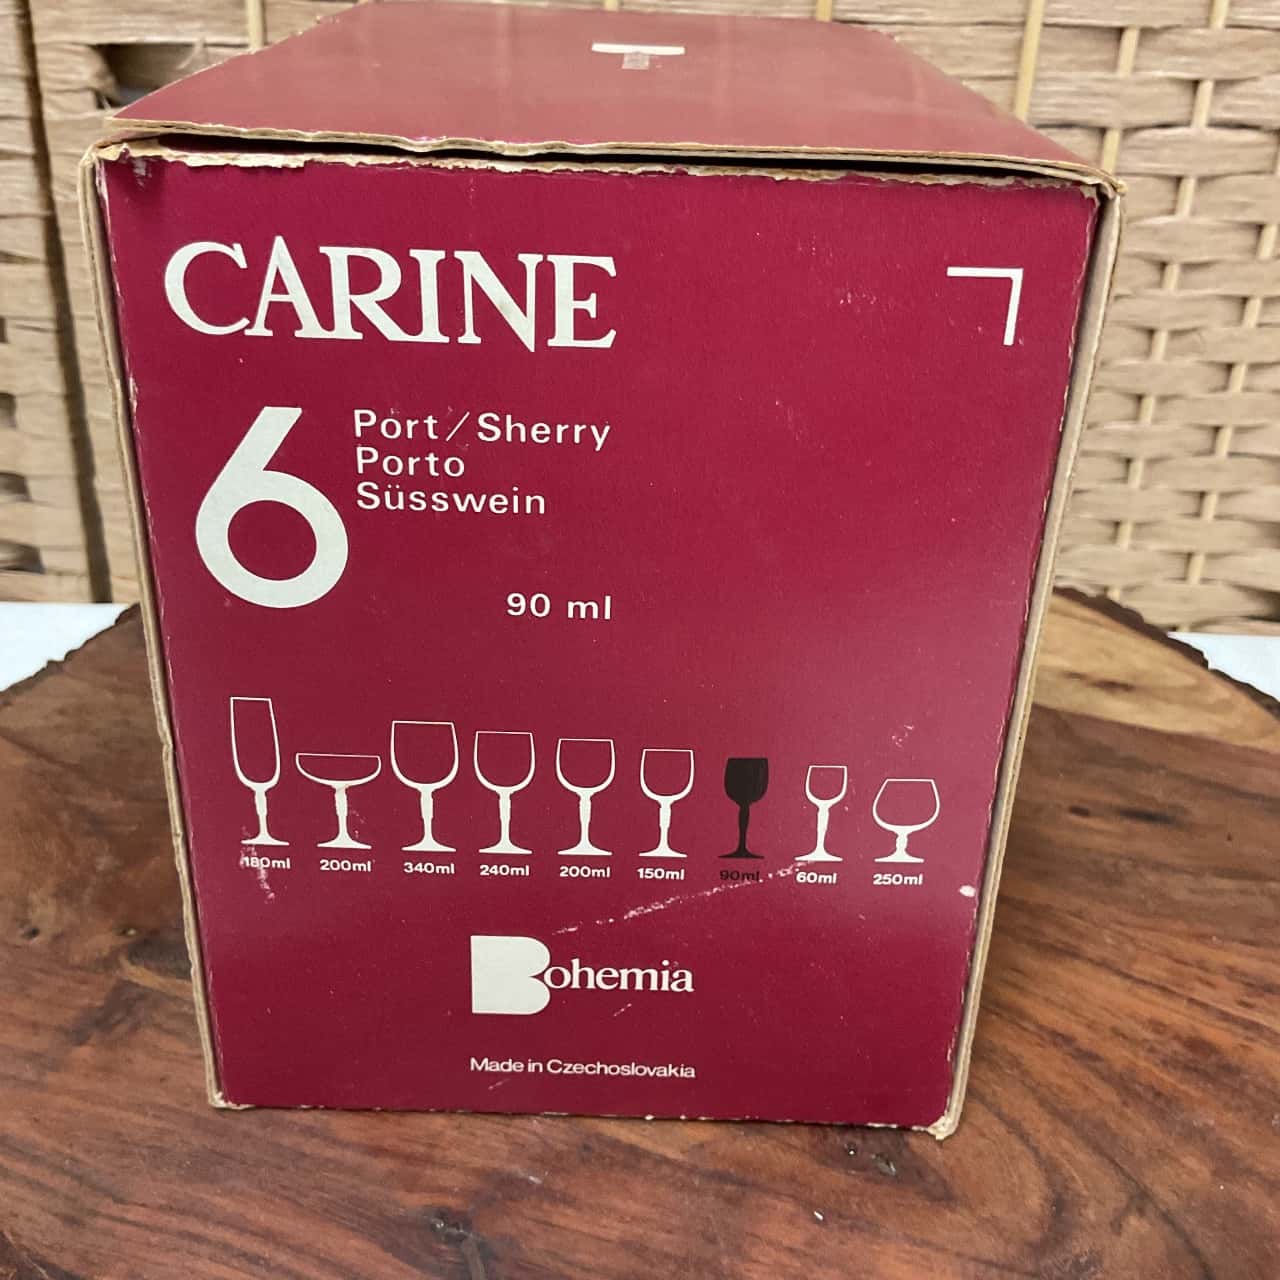 CARINE
6
Port/Sherry
Porto
Süsswein
90 ml
180ml 200ml 340ml 240ml 200ml 150ml 90ml 60ml 250ml
Bohemia
Made in Czechoslovakia